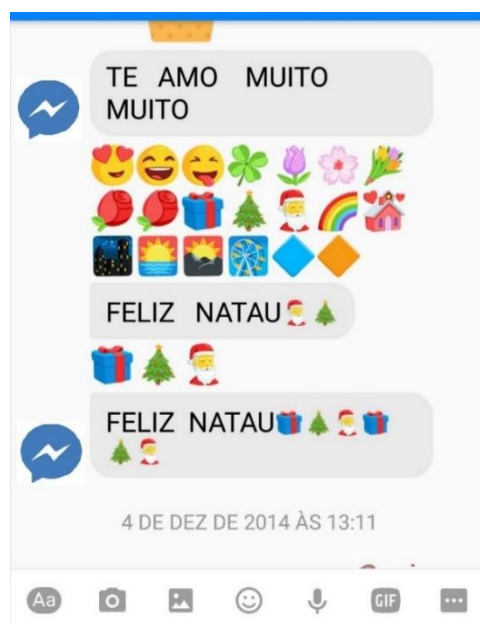 TE AMO MUITO
MUITO
FELIZ NATAU
FELIZ NATAU
4 DE DEZ DE 2014 ÀS 13:11
Aa
GIF